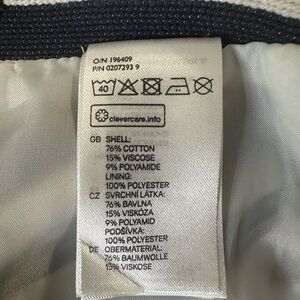 O/N 196409
P/N 0207293 9
40
clevercare.info
GB SHELL:
76% COTTON
15% VISCOSE
9% POLYAMIDE
LINING:
100% POLYESTER
CZ SVRCHNÍ LÁTKA:
76% BAVLNA
15% VISKÓZA
9% POLYAMID
PODŠÍVKA:
100% POLYESTER
DE OBERMATERIAL:
76% BAUMWOLLE
15% VISKOSE